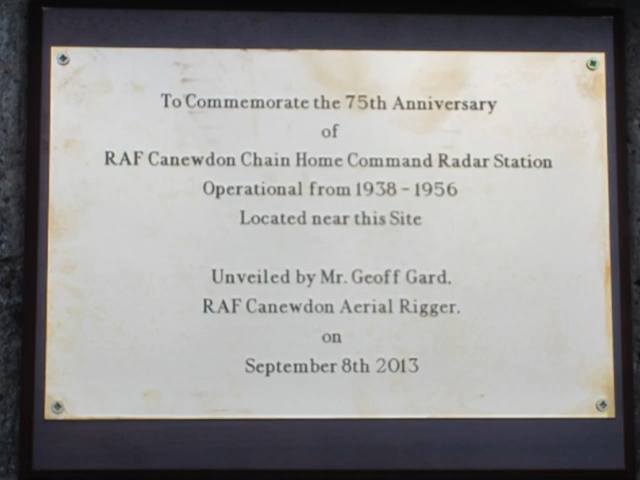 To Commemorate the 75th Anniversary
of
RAF Canewdon Chain Home Command Radar Station
Operational from 1938 - 1956
Located near this Site
Unveiled by Mr. Geoff Gard.
RAF Canewdon Aerial Rigger.
on
September 8th 2013